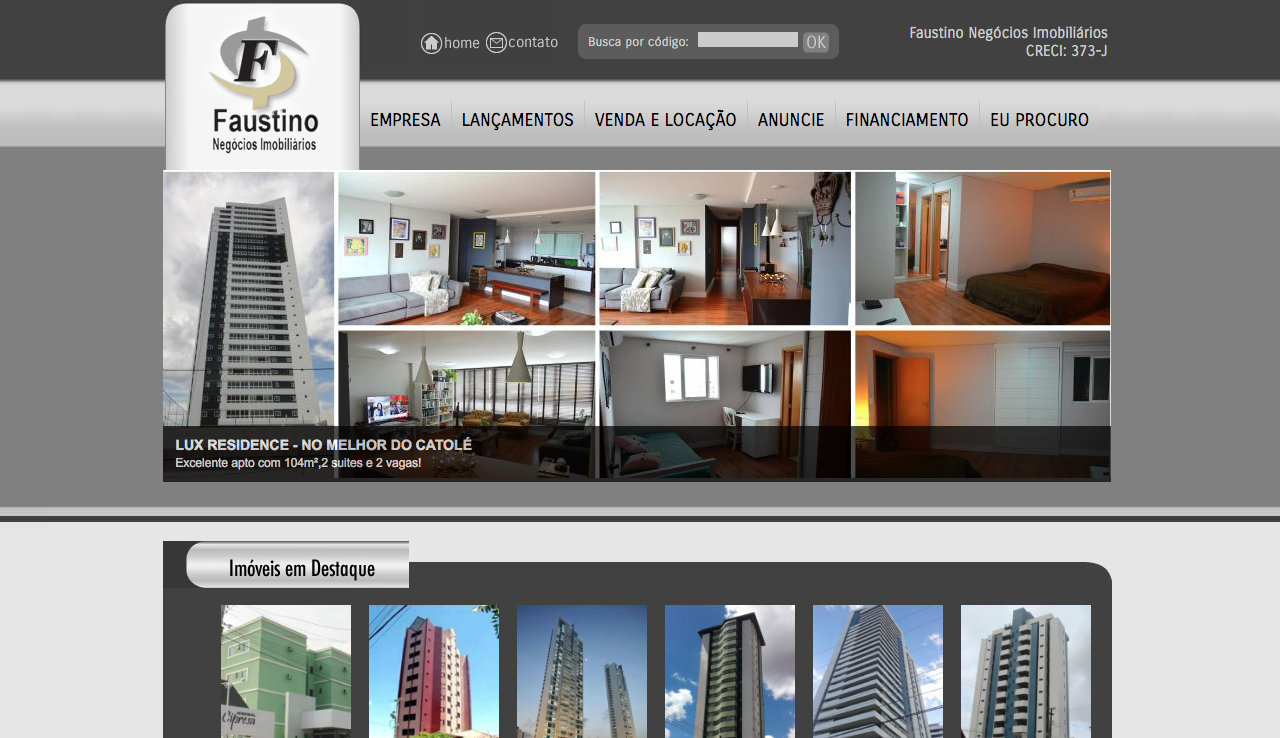 F
Faustino
Negócios Imobiliários
home
contato
Busca por código:
OK
Faustino Negócios Imobiliários
CRECI: 373-J
EMPRESA
LANÇAMENTOS
VENDA E LOCAÇÃO
ANUNCIE
FINANCIAMENTO
EU PROCURO
LUX RESIDENCE - NO MELHOR DO CATOLÉ
Excelente apto com 104m²,2 suites e 2 vagas!
Imóveis em Destaque
Cipresa